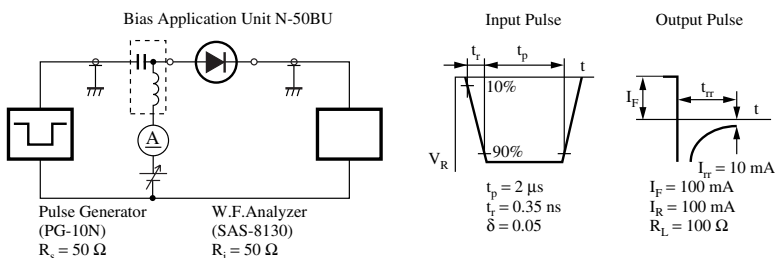 Bias Application Unit N-50BU
A
Pulse Generator
(PG-10N)
R_s = 50 Ω
W.F.Analyzer
(SAS-8130)
R_i = 50 Ω
Input Pulse
t_r
t_p
t
10%
90%
V_R
t_p = 2 μs
t_r = 0.35 ns
δ = 0.05
Output Pulse
I_F
t_rr
t
I_rr = 10 mA
I_F = 100 mA
I_R = 100 mA
R_L = 100 Ω